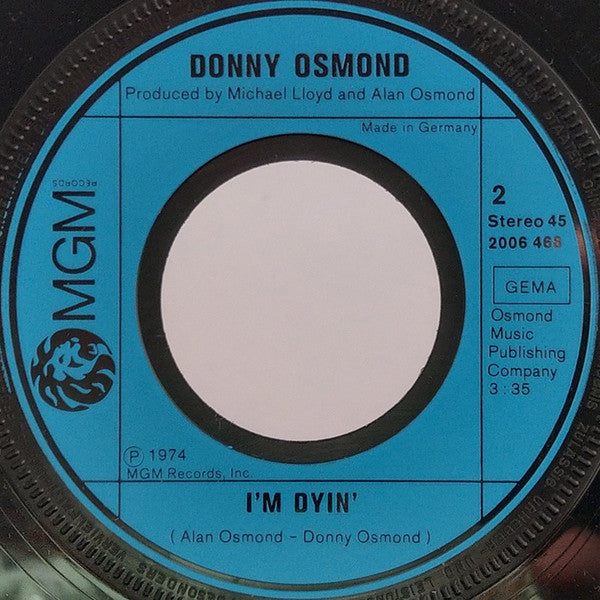 DONNY OSMOND
Produced by Michael Lloyd and Alan Osmond
Made in Germany
MGM
RECORDS
2
Stereo 45
2006 468
GEMA
Osmond
Music
Publishing
Company
3 : 35
Ⓟ 1974
MGM Records, Inc.
I'M DYIN'
( Alan Osmond – Donny Osmond )